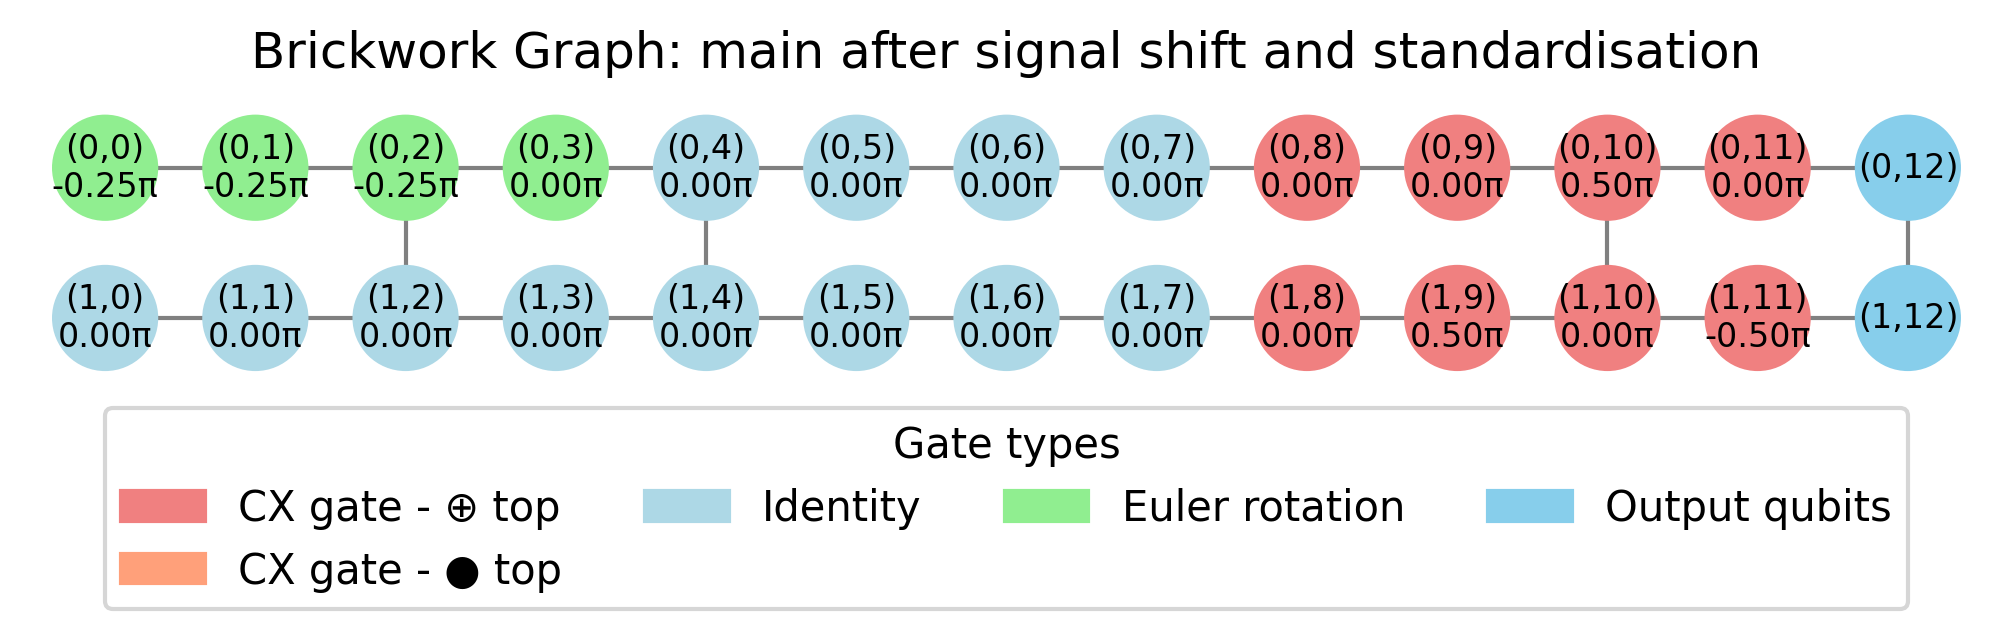 Brickwork Graph: main after signal shift and standardisation
(0,0) (0,1) (0,2) (0,3) (0,4) (0,5) (0,6) (0,7) (0,8) (0,9) (0,10) (0,11) (0,12)
-0.25π -0.25π -0.25π 0.00π 0.00π 0.00π 0.00π 0.00π 0.00π 0.00π 0.50π 0.00π
(1,0) (1,1) (1,2) (1,3) (1,4) (1,5) (1,6) (1,7) (1,8) (1,9) (1,10) (1,11) (1,12)
0.00π 0.00π 0.00π 0.00π 0.00π 0.00π 0.00π 0.00π 0.00π 0.50π 0.00π -0.50π
Gate types
CX gate - ⊕ top Identity Euler rotation Output qubits
CX gate - ● top